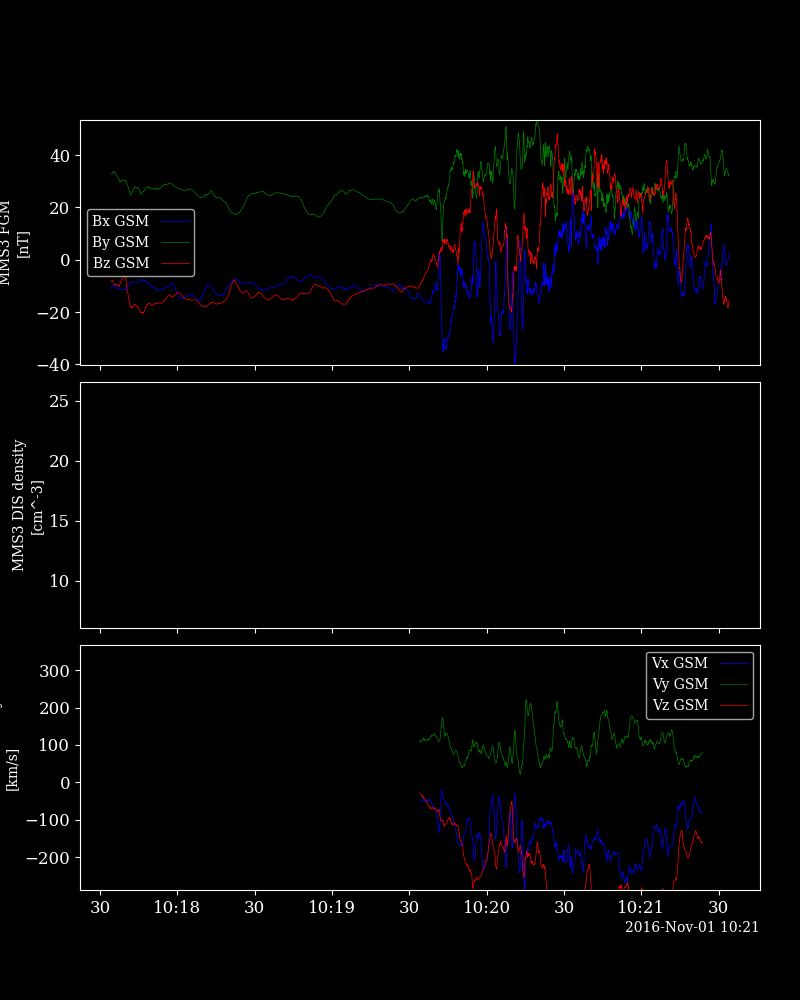 40
20
0
−20
−40
MMS3 FGM
[nT]
Bx GSM
By GSM
Bz GSM
25
20
15
10
MMS3 DIS density
[cm^-3]
300
200
100
0
−100
−200
[km/s]
Vx GSM
Vy GSM
Vz GSM
30 10:18 30 10:19 30 10:20 30 10:21 30
2016-Nov-01 10:21